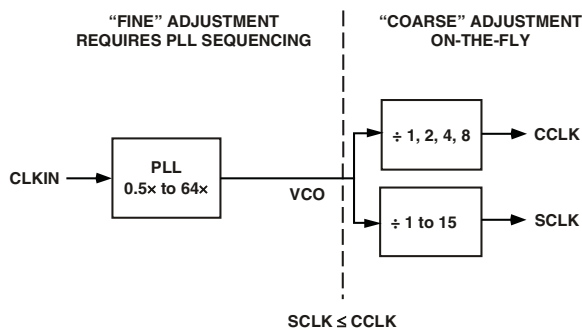 “FINE” ADJUSTMENT
REQUIRES PLL SEQUENCING
“COARSE” ADJUSTMENT
ON-THE-FLY
CLKIN
PLL
0.5× to 64×
VCO
÷ 1, 2, 4, 8
CCLK
÷ 1 to 15
SCLK
SCLK ≤ CCLK